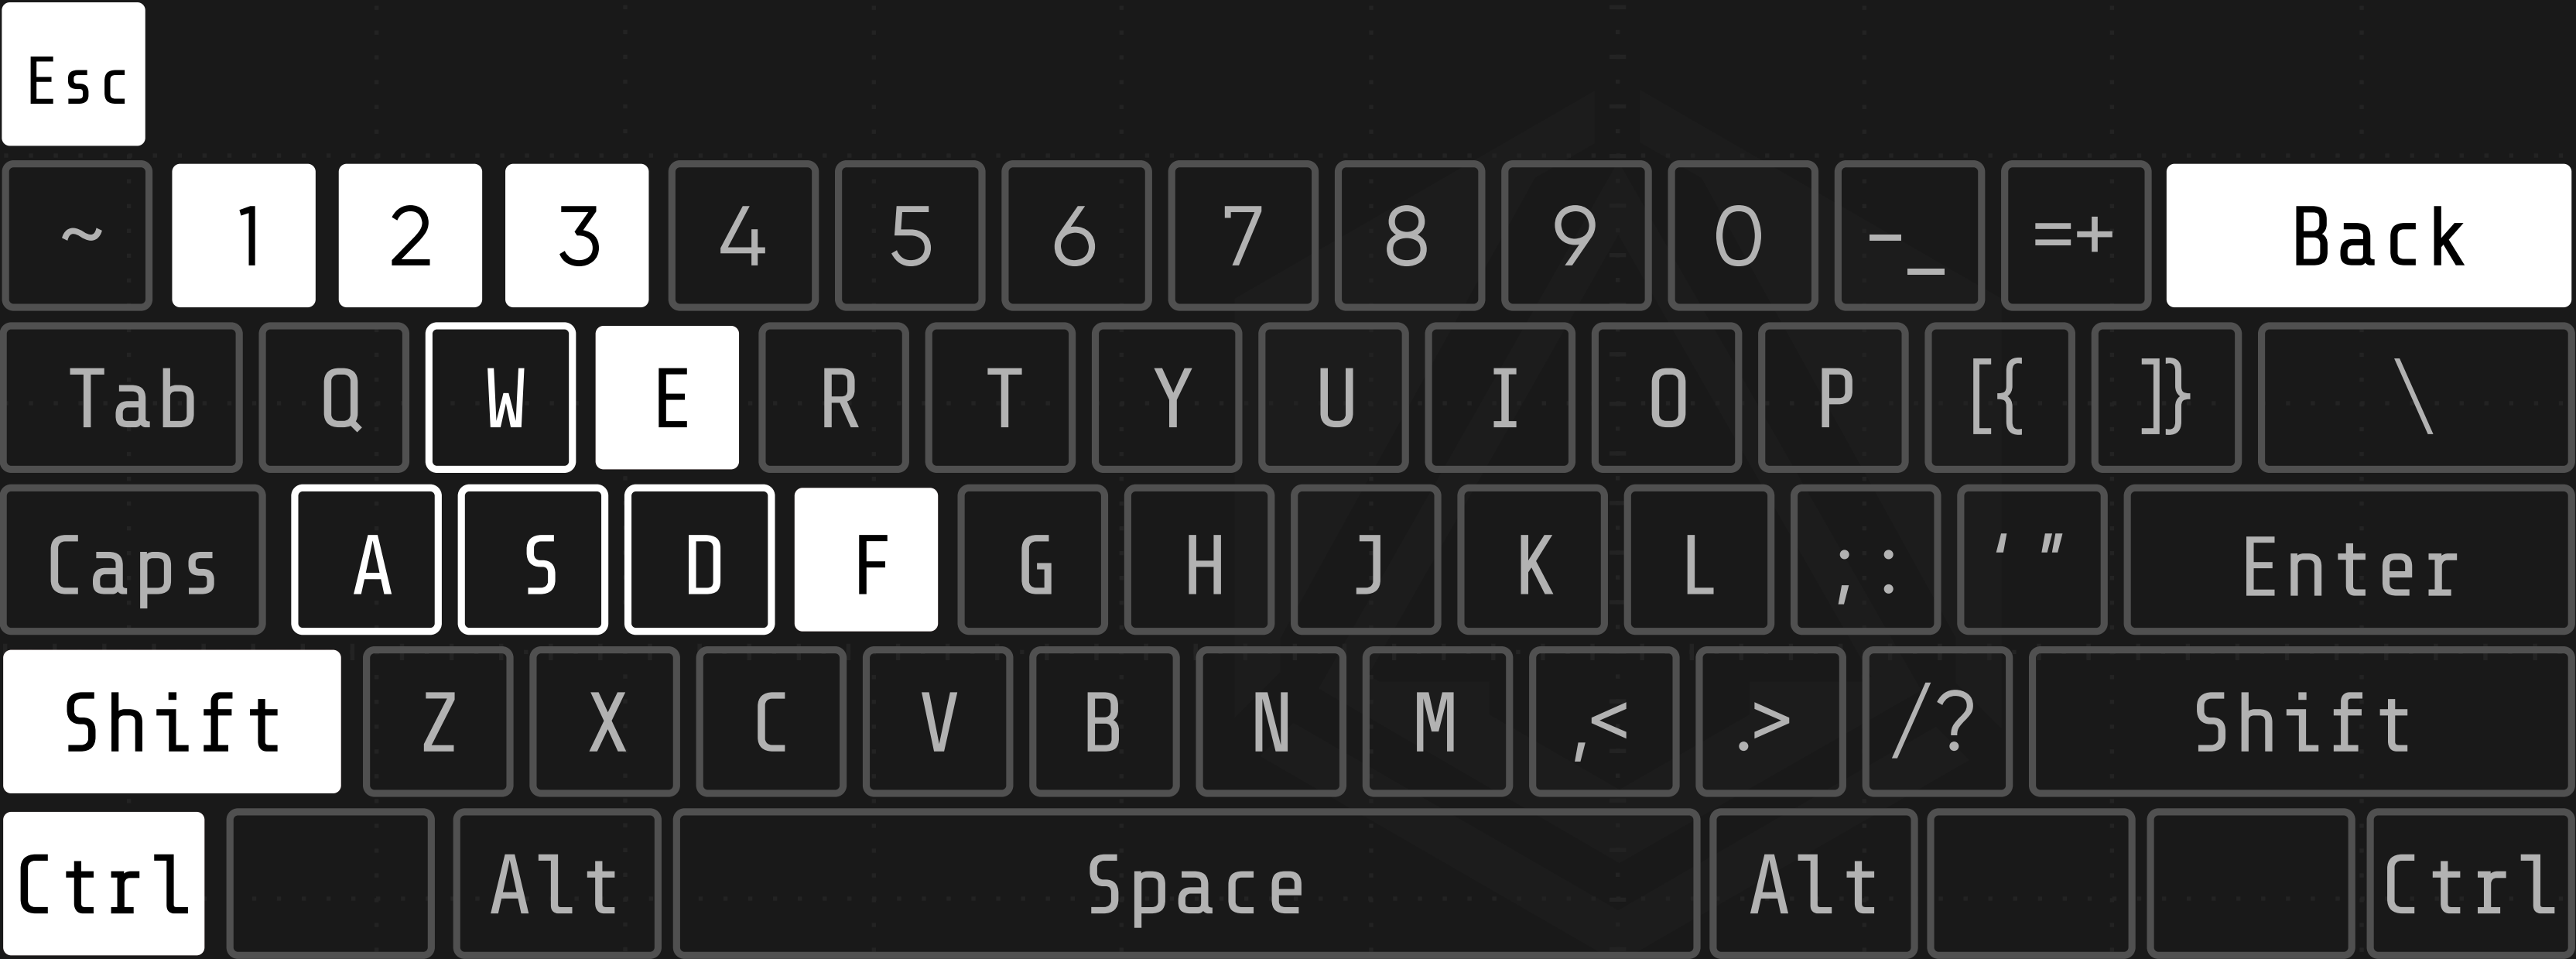 Esc
~ 1 2 3 4 5 6 7 8 9 0 -_ =+ Back
Tab Q W E R T Y U I O P [{ ]} \
Caps A S D F G H J K L ;: ‘ ” Enter
Shift Z X C V B N M ,< .> /? Shift
Ctrl Alt Space Alt Ctrl